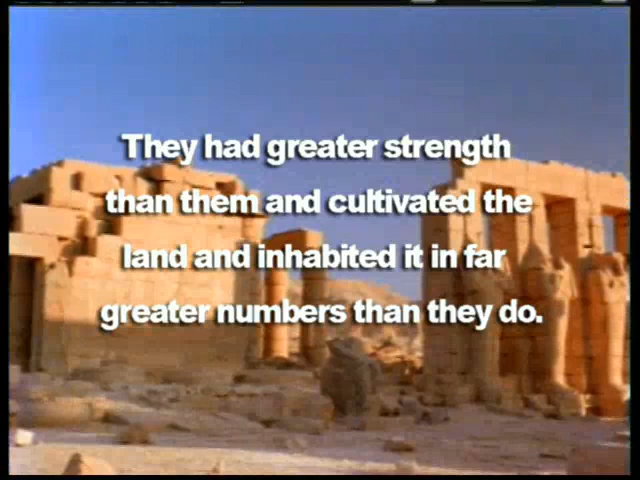 They had greater strength
than them and cultivated the
land and inhabited it in far
greater numbers than they do.